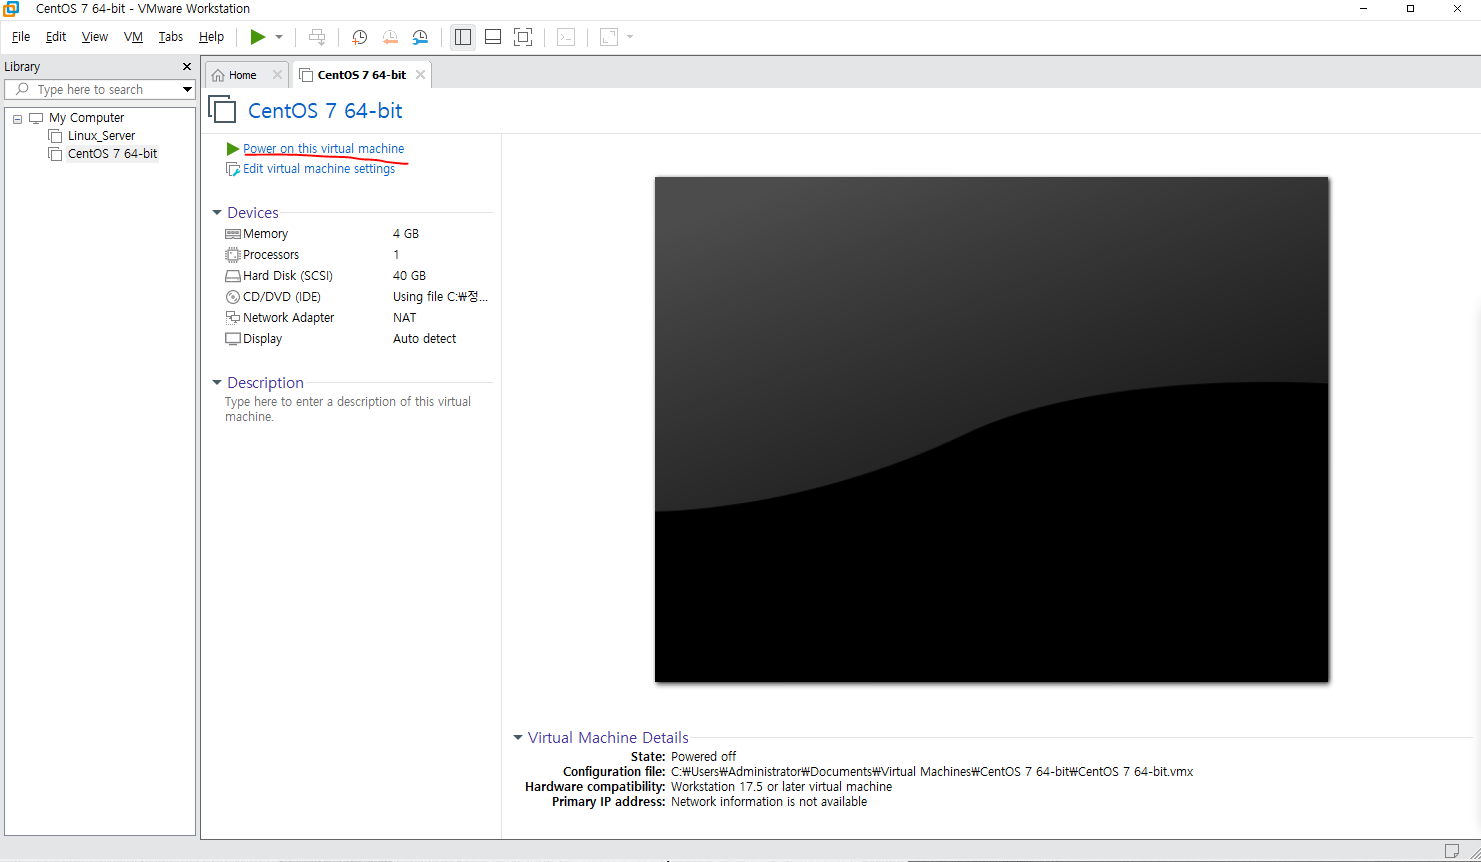 CentOS 7 64-bit - VMware Workstation
File Edit View VM Tabs Help
Library
Type here to search
My Computer
Linux_Server
CentOS 7 64-bit
Home
CentOS 7 64-bit
CentOS 7 64-bit
Power on this virtual machine
Edit virtual machine settings
Devices
Memory 4 GB
Processors 1
Hard Disk (SCSI) 40 GB
CD/DVD (IDE) Using file C:₩정...
Network Adapter NAT
Display Auto detect
Description
Type here to enter a description of this virtual
machine.
Virtual Machine Details
State: Powered off
Configuration file: C:₩Users₩Administrator₩Documents₩Virtual Machines₩CentOS 7 64-bit₩CentOS 7 64-bit.vmx
Hardware compatibility: Workstation 17.5 or later virtual machine
Primary IP address: Network information is not available